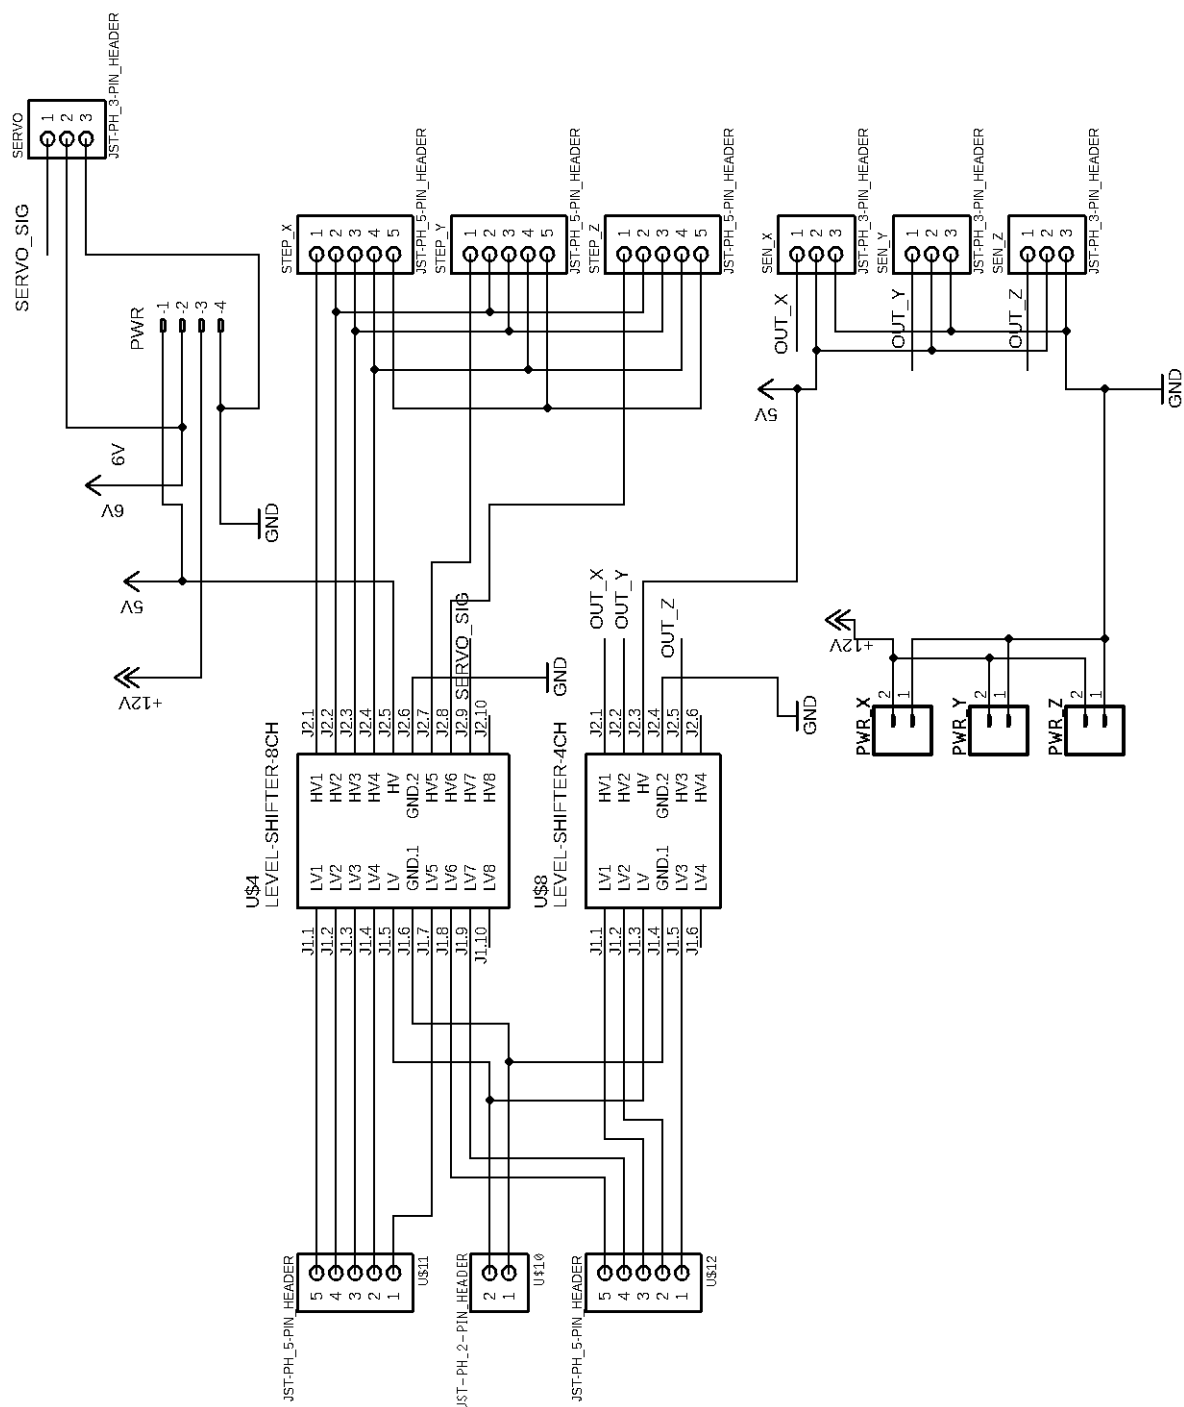 SERVO
1
2
3
JST-PH_3-PIN_HEADER
SERVO_SIG
PWR
-1
-2
-3
-4
6V
6V
GND
5V
+12V
STEP_X
1
2
3
4
5
JST-PH_5-PIN_HEADER
STEP_Y
1
2
3
4
5
JST-PH_5-PIN_HEADER
STEP_Z
1
2
3
4
5
JST-PH_5-PIN_HEADER
SEN_X
1
2
3
JST-PH_3-PIN_HEADER
SEN_Y
1
2
3
JST-PH_3-PIN_HEADER
SEN_Z
1
2
3
JST-PH_3-PIN_HEADER
OUT_X
OUT_Y
OUT_Z
5V
GND
SERVO_SIG
GND
OUT_X
OUT_Y
OUT_Z
GND
+12V
PWR_X
2
1
PWR_Y
PWR_Z
2
1
U$4
LEVEL-SHIFTER-8CH
J2.1
J2.2
J2.3
J2.4
J2.5
J2.6
J2.7
J2.8
J2.9
J2.10
HV1
HV2
HV3
HV4
HV
GND.2
HV5
HV6
HV7
HV8
LV1
LV2
LV3
LV4
LV
GND.1
LV5
LV6
LV7
LV8
J1.1
J1.2
J1.3
J1.4
J1.5
J1.6
J1.7
J1.8
J1.9
J1.10
U$8
LEVEL-SHIFTER-4CH
J2.1
J2.2
J2.3
J2.4
J2.5
J2.6
HV1
HV2
HV
GND.2
HV3
HV4
LV1
LV2
LV
GND.1
LV3
LV4
J1.1
J1.2
J1.3
J1.4
J1.5
J1.6
JST-PH_5-PIN_HEADER
5
4
3
2
1
U$11
JST-PH_2-PIN_HEADER
2
1
U$10
JST-PH_5-PIN_HEADER
5
4
3
2
1
U$12